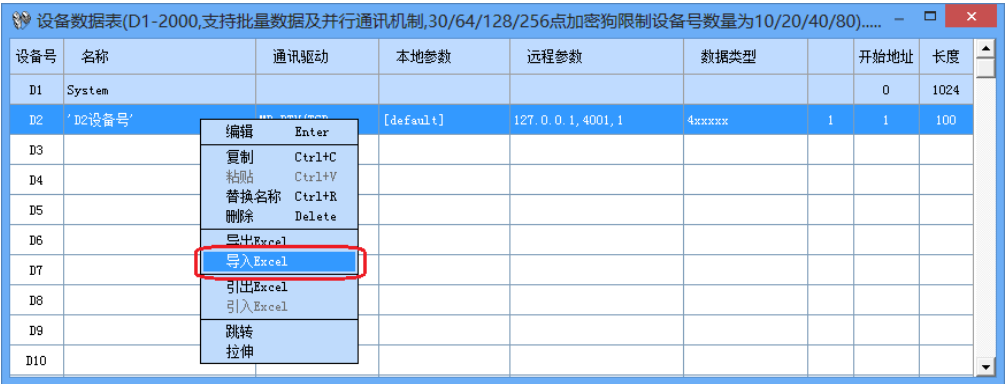 设备数据表(D1-2000,支持批量数据及并行通讯机制,30/64/128/256点加密狗限制设备号数量为10/20/40/80).....
设备号 名称 通讯驱动 本地参数 远程参数 数据类型 开始地址 长度
D1 System 0 1024
D2 'D2设备号' [default] 127.0.0.1,4001,1 4xxxxx 1 1 100
编辑 Enter
D3
复制 Ctrl+C
D4
粘贴 Ctrl+V
替换名称 Ctrl+R
D5
删除 Delete
D6
导出Excel
导入Excel
D7
引出Excel
D8
引入Excel
D9
跳转
拉伸
D10